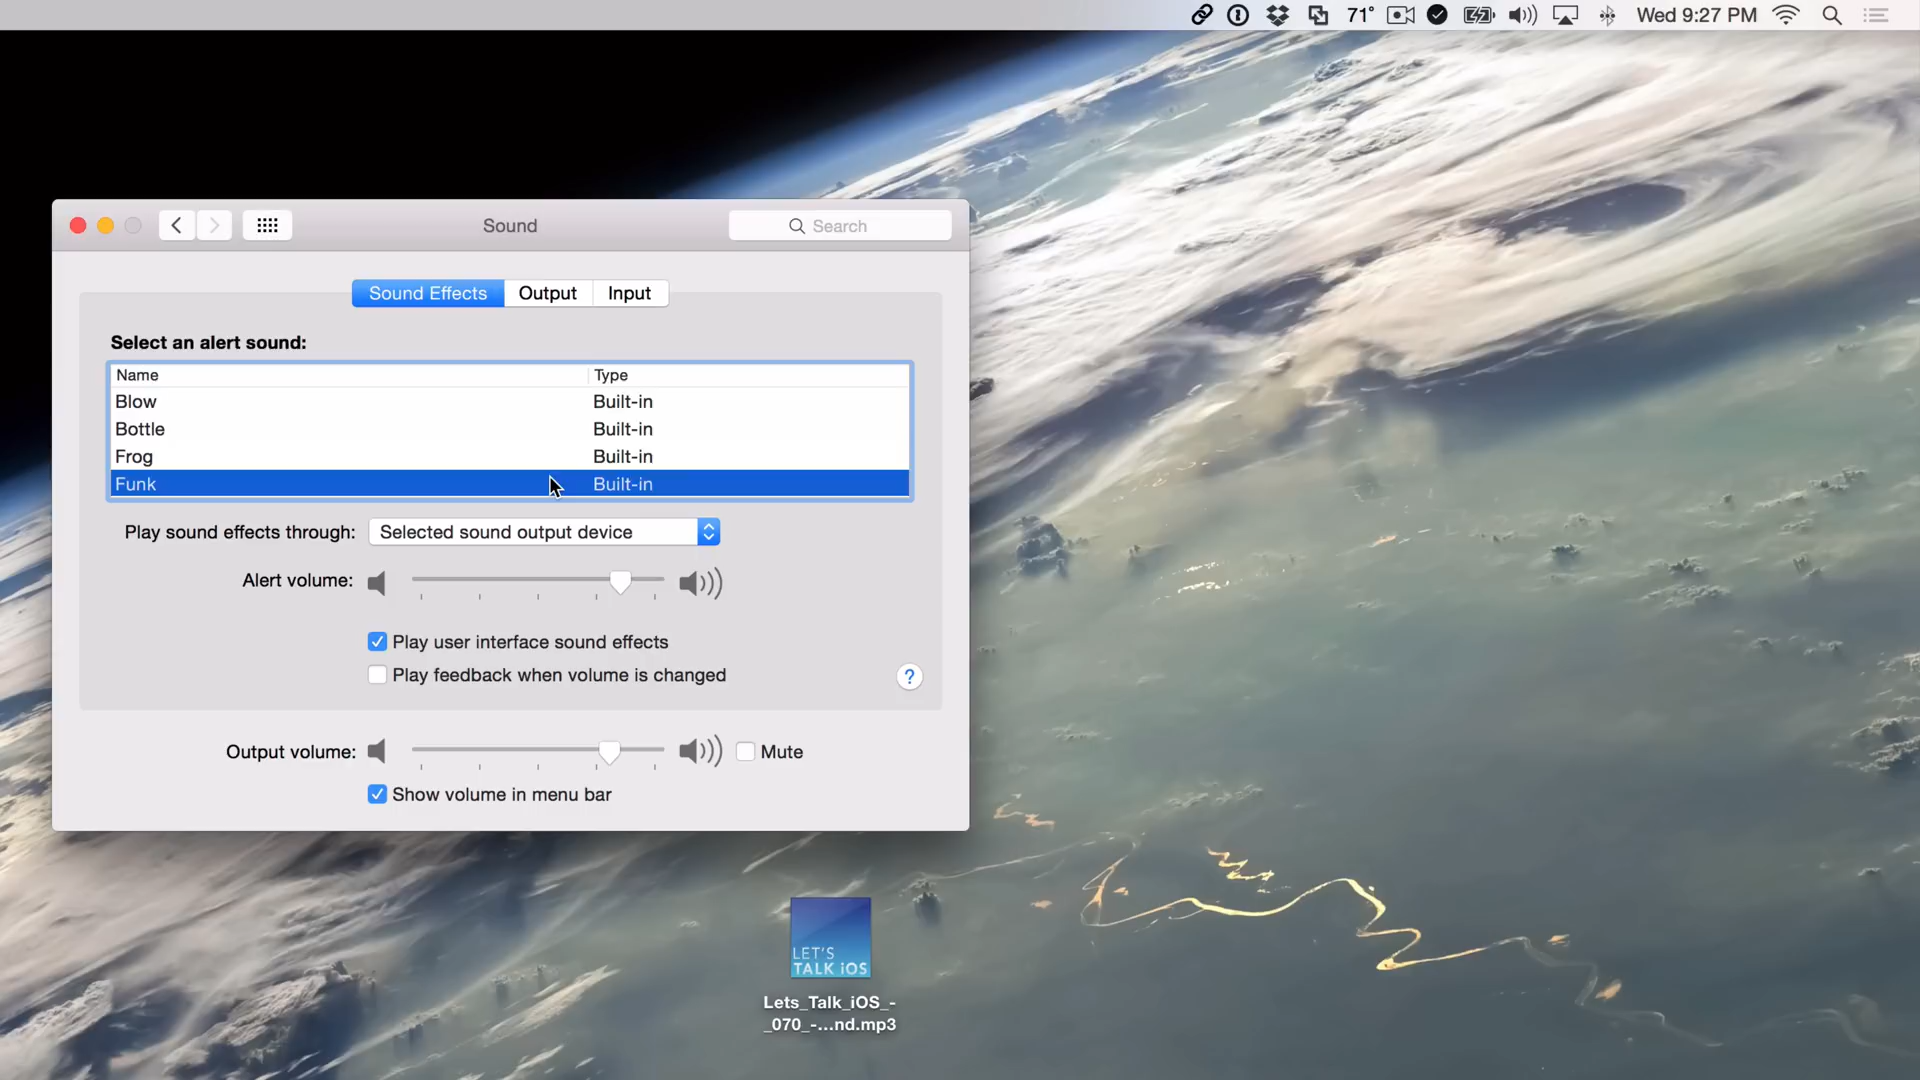 71°
Wed 9:27 PM
Sound
Search
Sound Effects
Output
Input
Select an alert sound:
Name Type
Blow Built-in
Bottle Built-in
Frog Built-in
Funk Built-in
Play sound effects through: Selected sound output device
Alert volume:
Play user interface sound effects
Play feedback when volume is changed
?
Output volume:
Mute
Show volume in menu bar
LET'S
TALK iOS
Lets_Talk_iOS_-
_070_-...nd.mp3